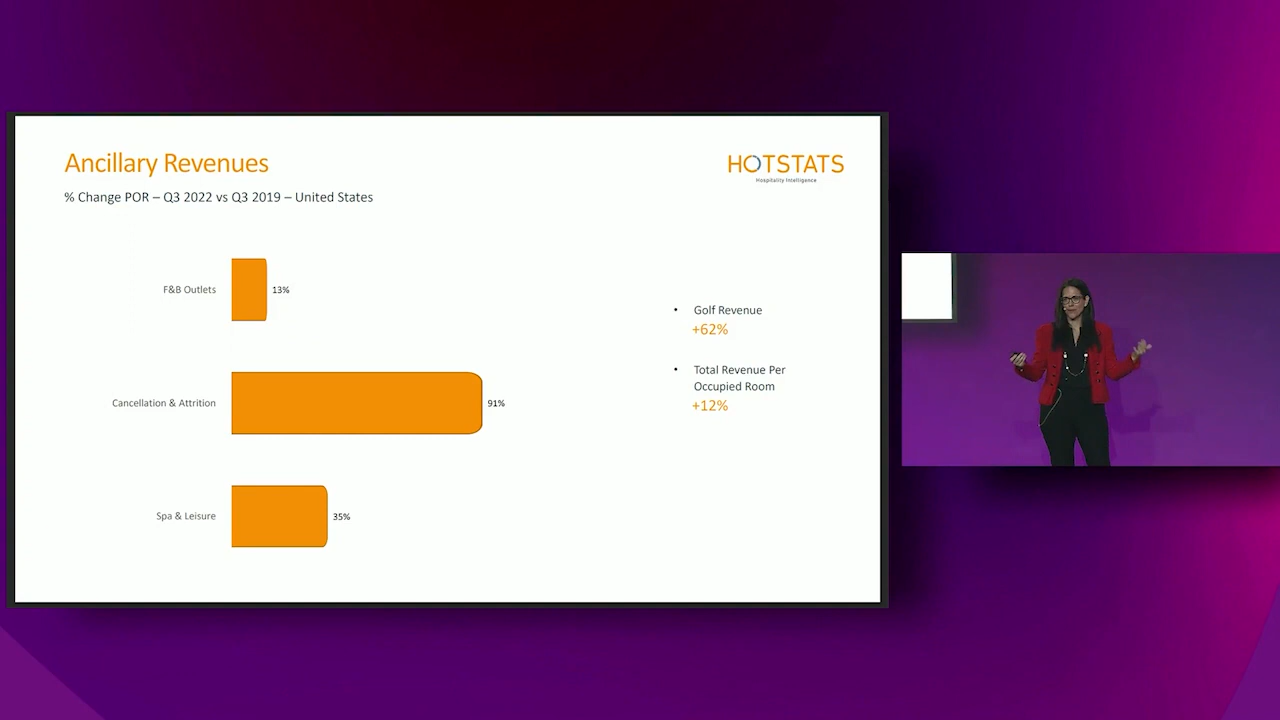 Ancillary Revenues
HOTSTATS
Hospitality Intelligence
% Change POR – Q3 2022 vs Q3 2019 – United States
F&B Outlets
13%
Cancellation & Attrition
91%
Spa & Leisure
35%
• Golf Revenue
+62%
• Total Revenue Per
Occupied Room
+12%